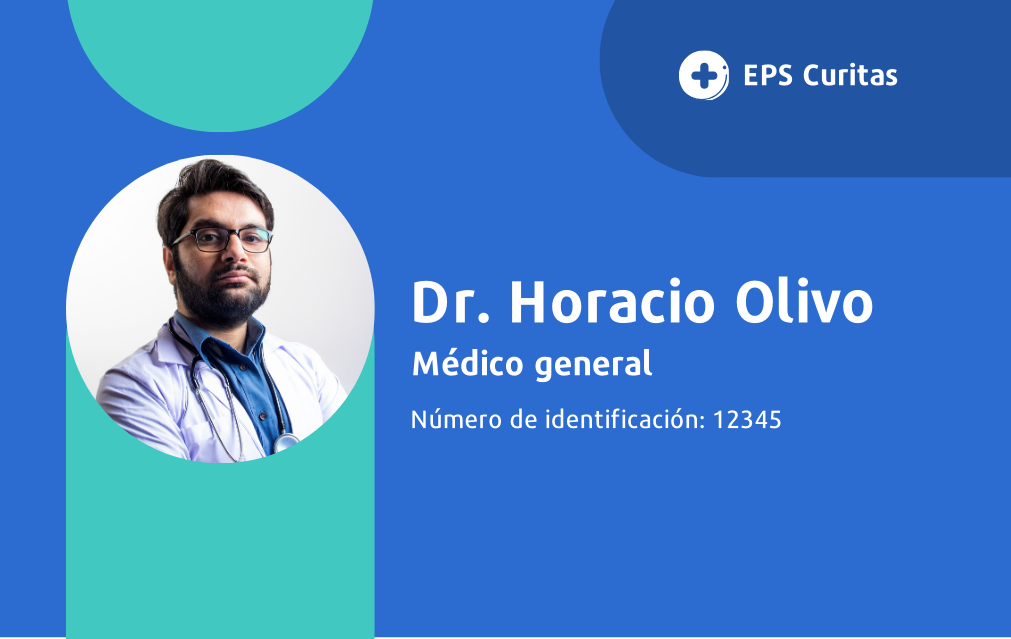 EPS Curitas
Dr. Horacio Olivo
Médico general
Número de identificación: 12345